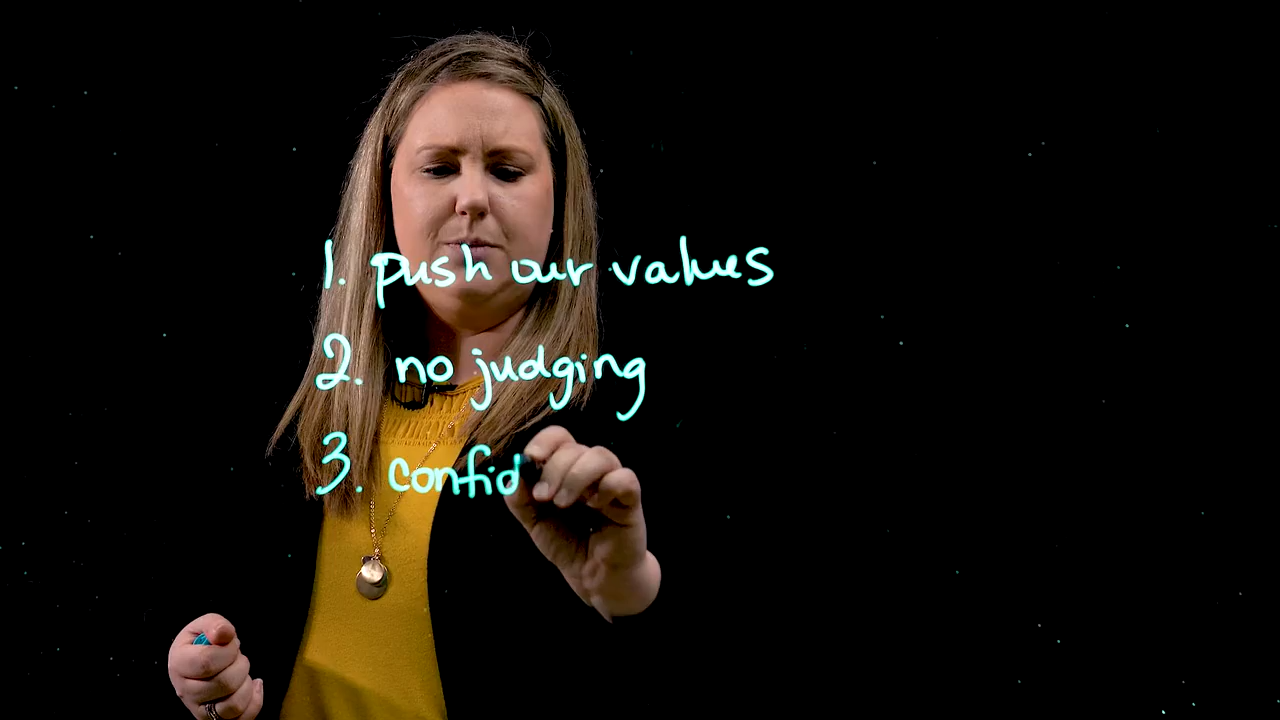 1. push our values
2. no judging
3. confid